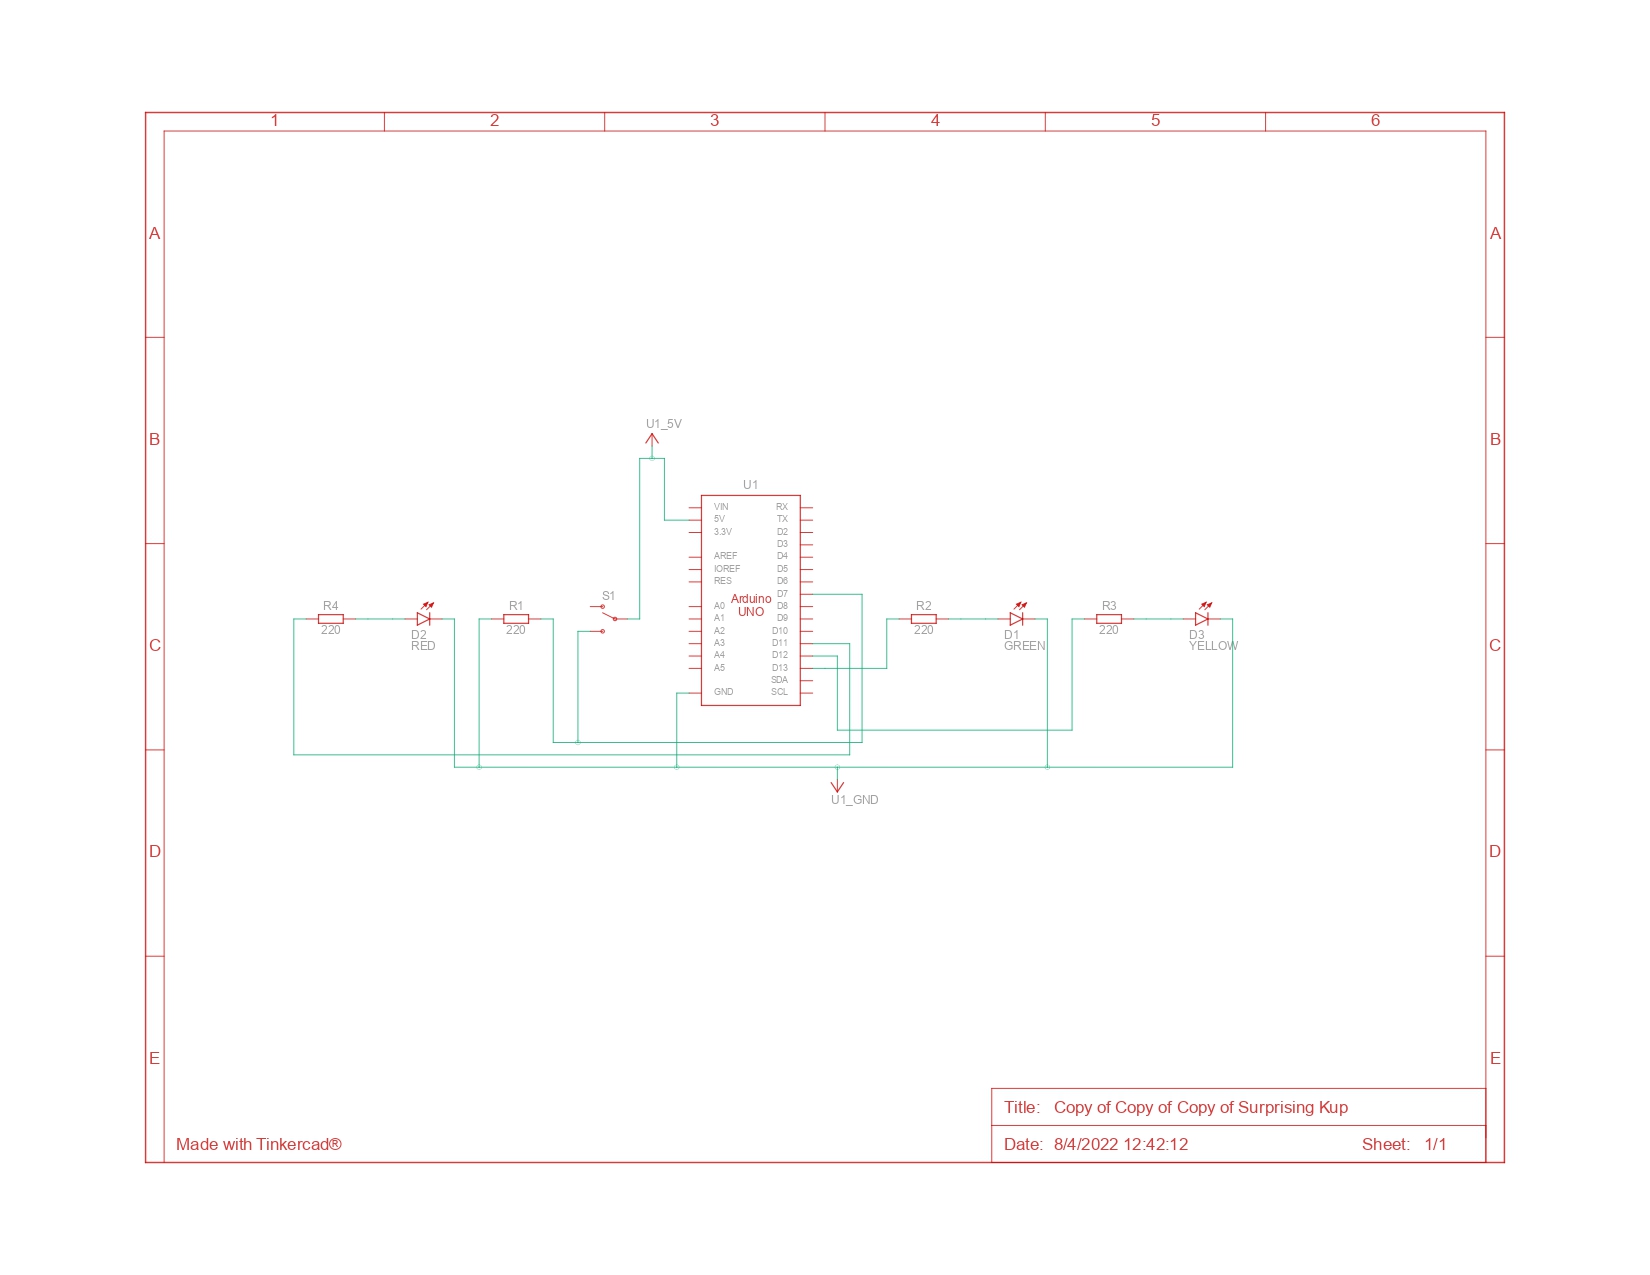 1 2 3 4 5 6
A A
U1_5V
B B
U1
VIN RX
5V TX
3.3V D2
D3
AREF D4
IOREF D5
RES D6
D7
Arduino
UNO
A0 D8
A1 D9
A2 D10
A3 D11
A4 D12
A5 D13
SDA
GND SCL
R4
220
D2
RED
R1
220
S1
R2
220
D1
GREEN
R3
220
D3
YELLOW
C C
U1_GND
D D
E E
Title: Copy of Copy of Copy of Surprising Kup
Made with Tinkercad®
Date: 8/4/2022 12:42:12 Sheet: 1/1